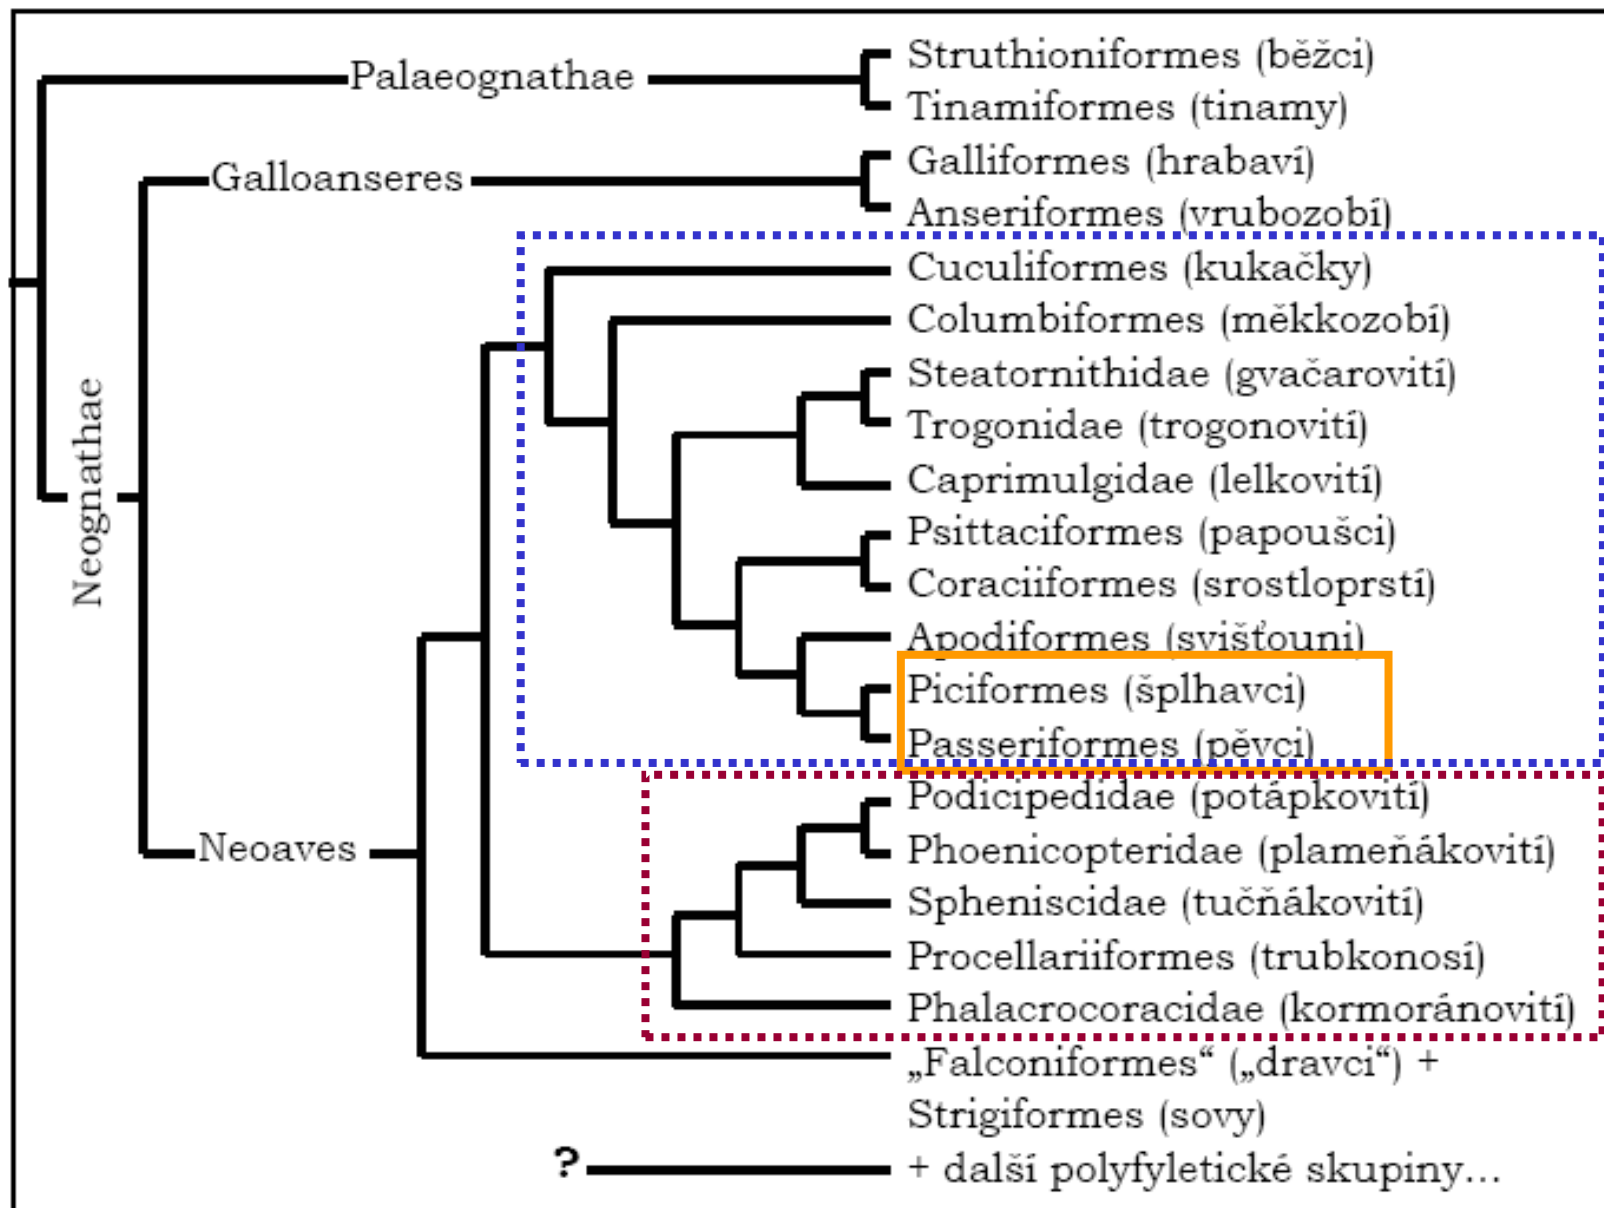 Struthioniformes (běžci)
Palaeognathae
Tinamiformes (tinamy)
Galliformes (hrabaví)
Galloanseres
Anseriformes (vrubozobí)
Cuculiformes (kukačky)
Columbiformes (měkkozobí)
Steatornithidae (gvačarovití)
Trogonidae (trogonovití)
Caprimulgidae (lelkovití)
Neognathae
Psittaciformes (papoušci)
Coraciiformes (srostloprstí)
Apodiformes (svišťouni)
Piciformes (šplhavci)
Passeriformes (pěvci)
Podicipedidae (potápkovití)
Neoaves
Phoenicopteridae (plameňákovití)
Spheniscidae (tučňákovití)
Procellariiformes (trubkonosí)
Phalacrocoracidae (kormoránovití)
„Falconiformes“ („dravci“) +
Strigiformes (sovy)
? + další polyfyletické skupiny...